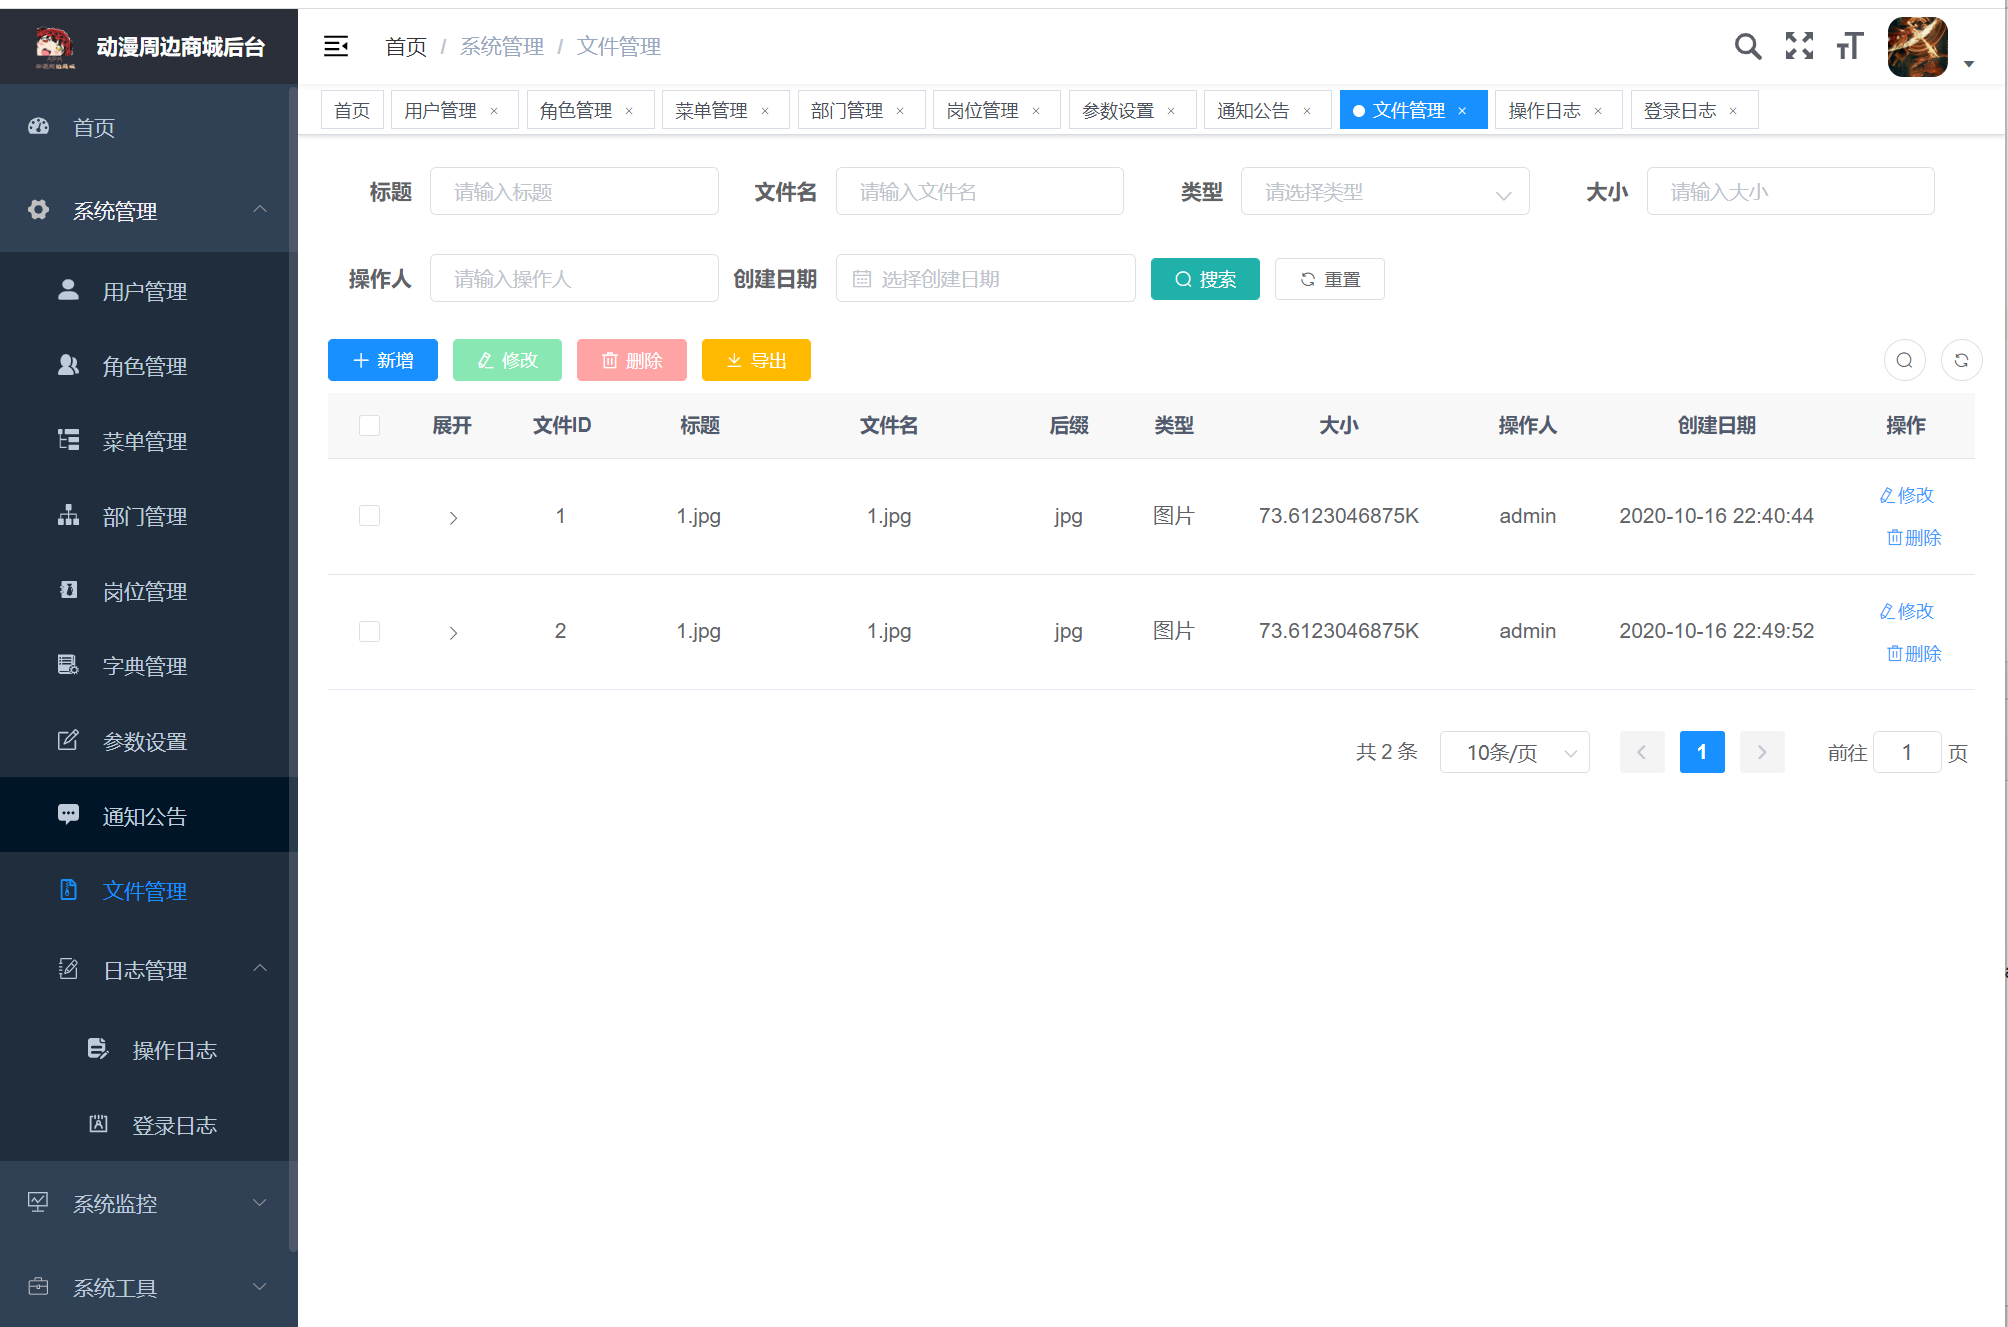 动漫周边商城后台
首页
系统管理
用户管理
角色管理
菜单管理
部门管理
岗位管理
字典管理
参数设置
通知公告
文件管理
日志管理
操作日志
登录日志
系统监控
系统工具
首页 / 系统管理 / 文件管理
首页 用户管理 × 角色管理 × 菜单管理 × 部门管理 × 岗位管理 × 参数设置 × 通知公告 × 文件管理 × 操作日志 × 登录日志 ×
标题 请输入标题 文件名 请输入文件名 类型 请选择类型 大小 请输入大小
操作人 请输入操作人 创建日期 选择创建日期 搜索 重置
新增 修改 删除 导出
展开 文件ID 标题 文件名 后缀 类型 大小 操作人 创建日期 操作
1 1.jpg 1.jpg jpg 图片 73.6123046875K admin 2020-10-16 22:40:44 修改
删除
2 1.jpg 1.jpg jpg 图片 73.6123046875K admin 2020-10-16 22:49:52 修改
删除
共 2 条 10条/页 1 前往 1 页